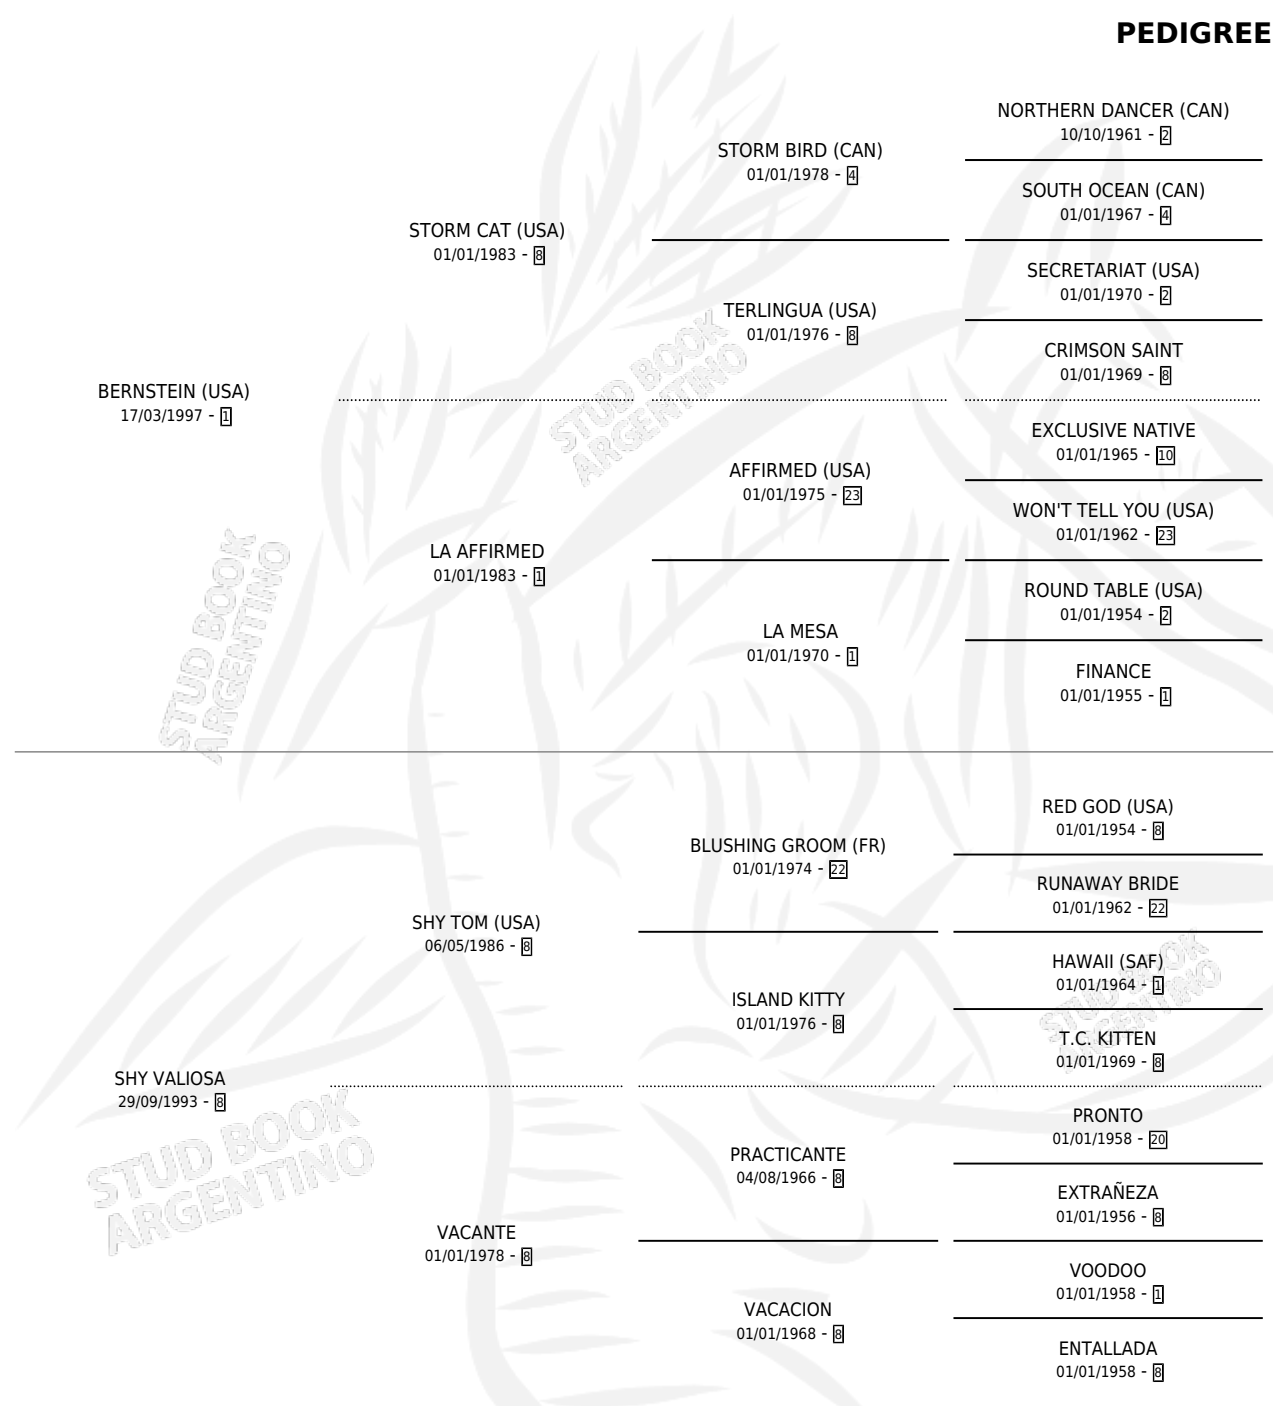 PEDIGREE
NORTHERN DANCER (CAN)
10/10/1961 - 2
STORM BIRD (CAN)
01/01/1978 - 4
SOUTH OCEAN (CAN)
01/01/1967 - 4
STORM CAT (USA)
01/01/1983 - 8
SECRETARIAT (USA)
01/01/1970 - 2
TERLINGUA (USA)
01/01/1976 - 8
CRIMSON SAINT
01/01/1969 - 8
BERNSTEIN (USA)
17/03/1997 - 1
EXCLUSIVE NATIVE
01/01/1965 - 10
AFFIRMED (USA)
01/01/1975 - 23
WON'T TELL YOU (USA)
01/01/1962 - 23
LA AFFIRMED
01/01/1983 - 1
ROUND TABLE (USA)
01/01/1954 - 2
LA MESA
01/01/1970 - 1
FINANCE
01/01/1955 - 1
RED GOD (USA)
01/01/1954 - 8
BLUSHING GROOM (FR)
01/01/1974 - 22
RUNAWAY BRIDE
01/01/1962 - 22
SHY TOM (USA)
06/05/1986 - 8
HAWAII (SAF)
01/01/1964 - 1
ISLAND KITTY
01/01/1976 - 8
T.C. KITTEN
01/01/1969 - 8
SHY VALIOSA
29/09/1993 - 8
PRONTO
01/01/1958 - 20
PRACTICANTE
04/08/1966 - 8
EXTRAÑEZA
01/01/1956 - 8
VACANTE
01/01/1978 - 8
VOODOO
01/01/1958 - 1
VACACION
01/01/1968 - 8
ENTALLADA
01/01/1958 - 8
STUD BOOK
ARGENTINO
STUD BOOK
ARGENTINO
STUD BOOK
ARGENTINO
STUD BOOK
ARGENTINO